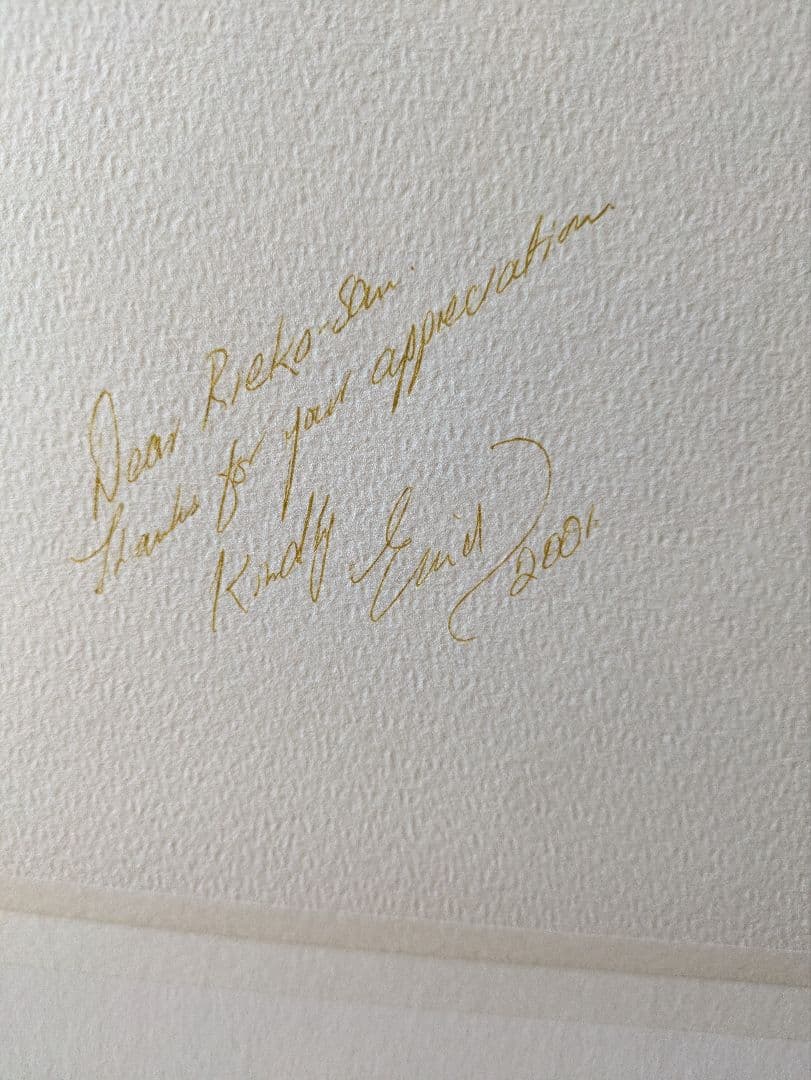 Dear Rieko-San.
Thanks for your appreciation.
Kindly Enid 2001.